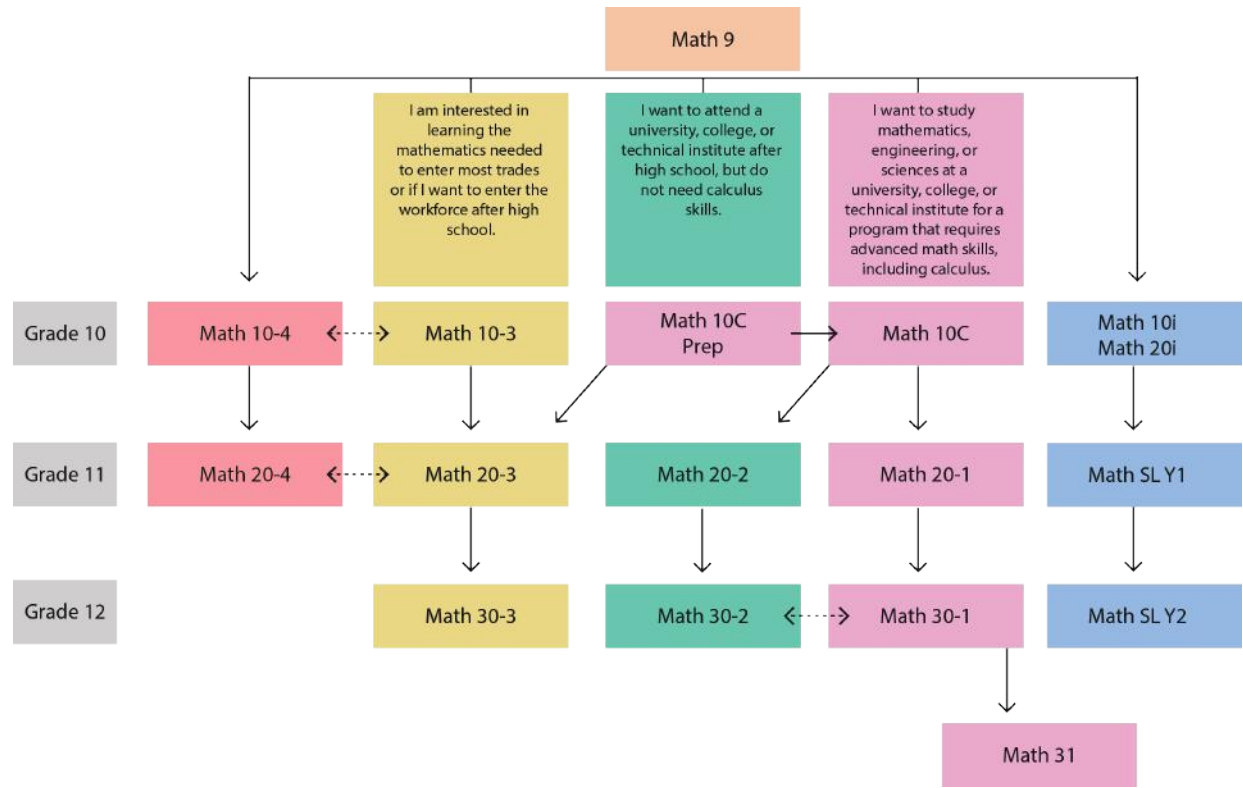 Math 9
I am interested in
learning the
mathematics needed
to enter most trades
or if I want to enter the
workforce after high
school.
I want to attend a
university, college, or
technical institute after
high school, but do
not need calculus
skills.
I want to study
mathematics,
engineering, or
sciences at a
university, college, or
technical institute for a
program that requires
advanced math skills,
including calculus.
Grade 10
Math 10-4
Math 10-3
Math 10C
Prep
Math 10C
Math 10i
Math 20i
Grade 11
Math 20-4
Math 20-3
Math 20-2
Math 20-1
Math SL Y1
Grade 12
Math 30-3
Math 30-2
Math 30-1
Math SL Y2
Math 31